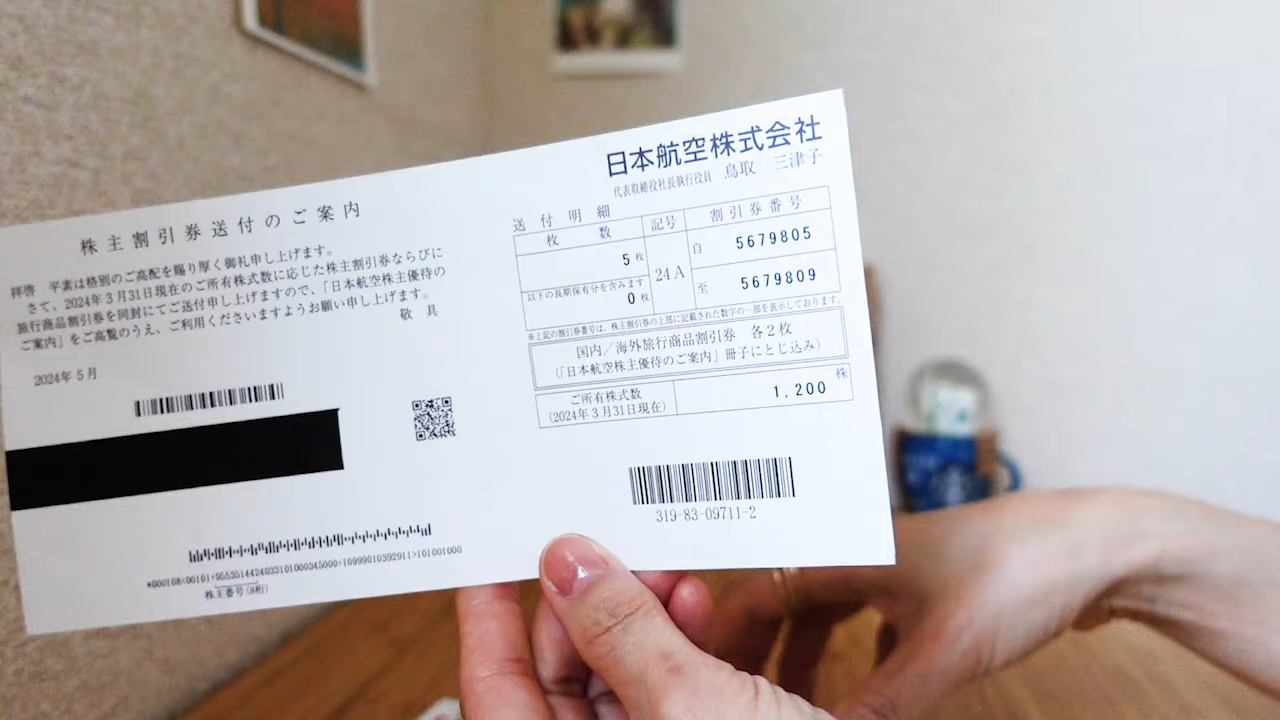 株主割引券送付のご案内
拝啓 平素は格別のご高配を賜り厚く御礼申し上げます。
さて、2024年3月31日現在のご所有株式数に応じた株主割引券ならびに
旅行商品割引券を同封にてご送付申し上げますので、「日本航空株主優待の
ご案内」をご高覧のうえ、ご利用くださいますようお願い申し上げます。
敬具
2024年5月
*000108<00101+955351442403310100034500​0+10999010392911>101001000
株主番号(8桁)
日本航空株式会社
代表取締役社長執行役員 鳥取 三津子
送付明細
枚数 記号 割引券番号
5枚 24A 自 5679805
以下の長期保有分を含みます
0枚 至 5679809
※上記の割引券番号は、株主割引券の上部に記載された数字の一部を表示しております。
国内/海外旅行商品割引券 各2枚
(「日本航空株主優待のご案内」冊子にとじ込み)
ご所有株式数
(2024年3月31日現在)
1,200 株
319-83-09711-2